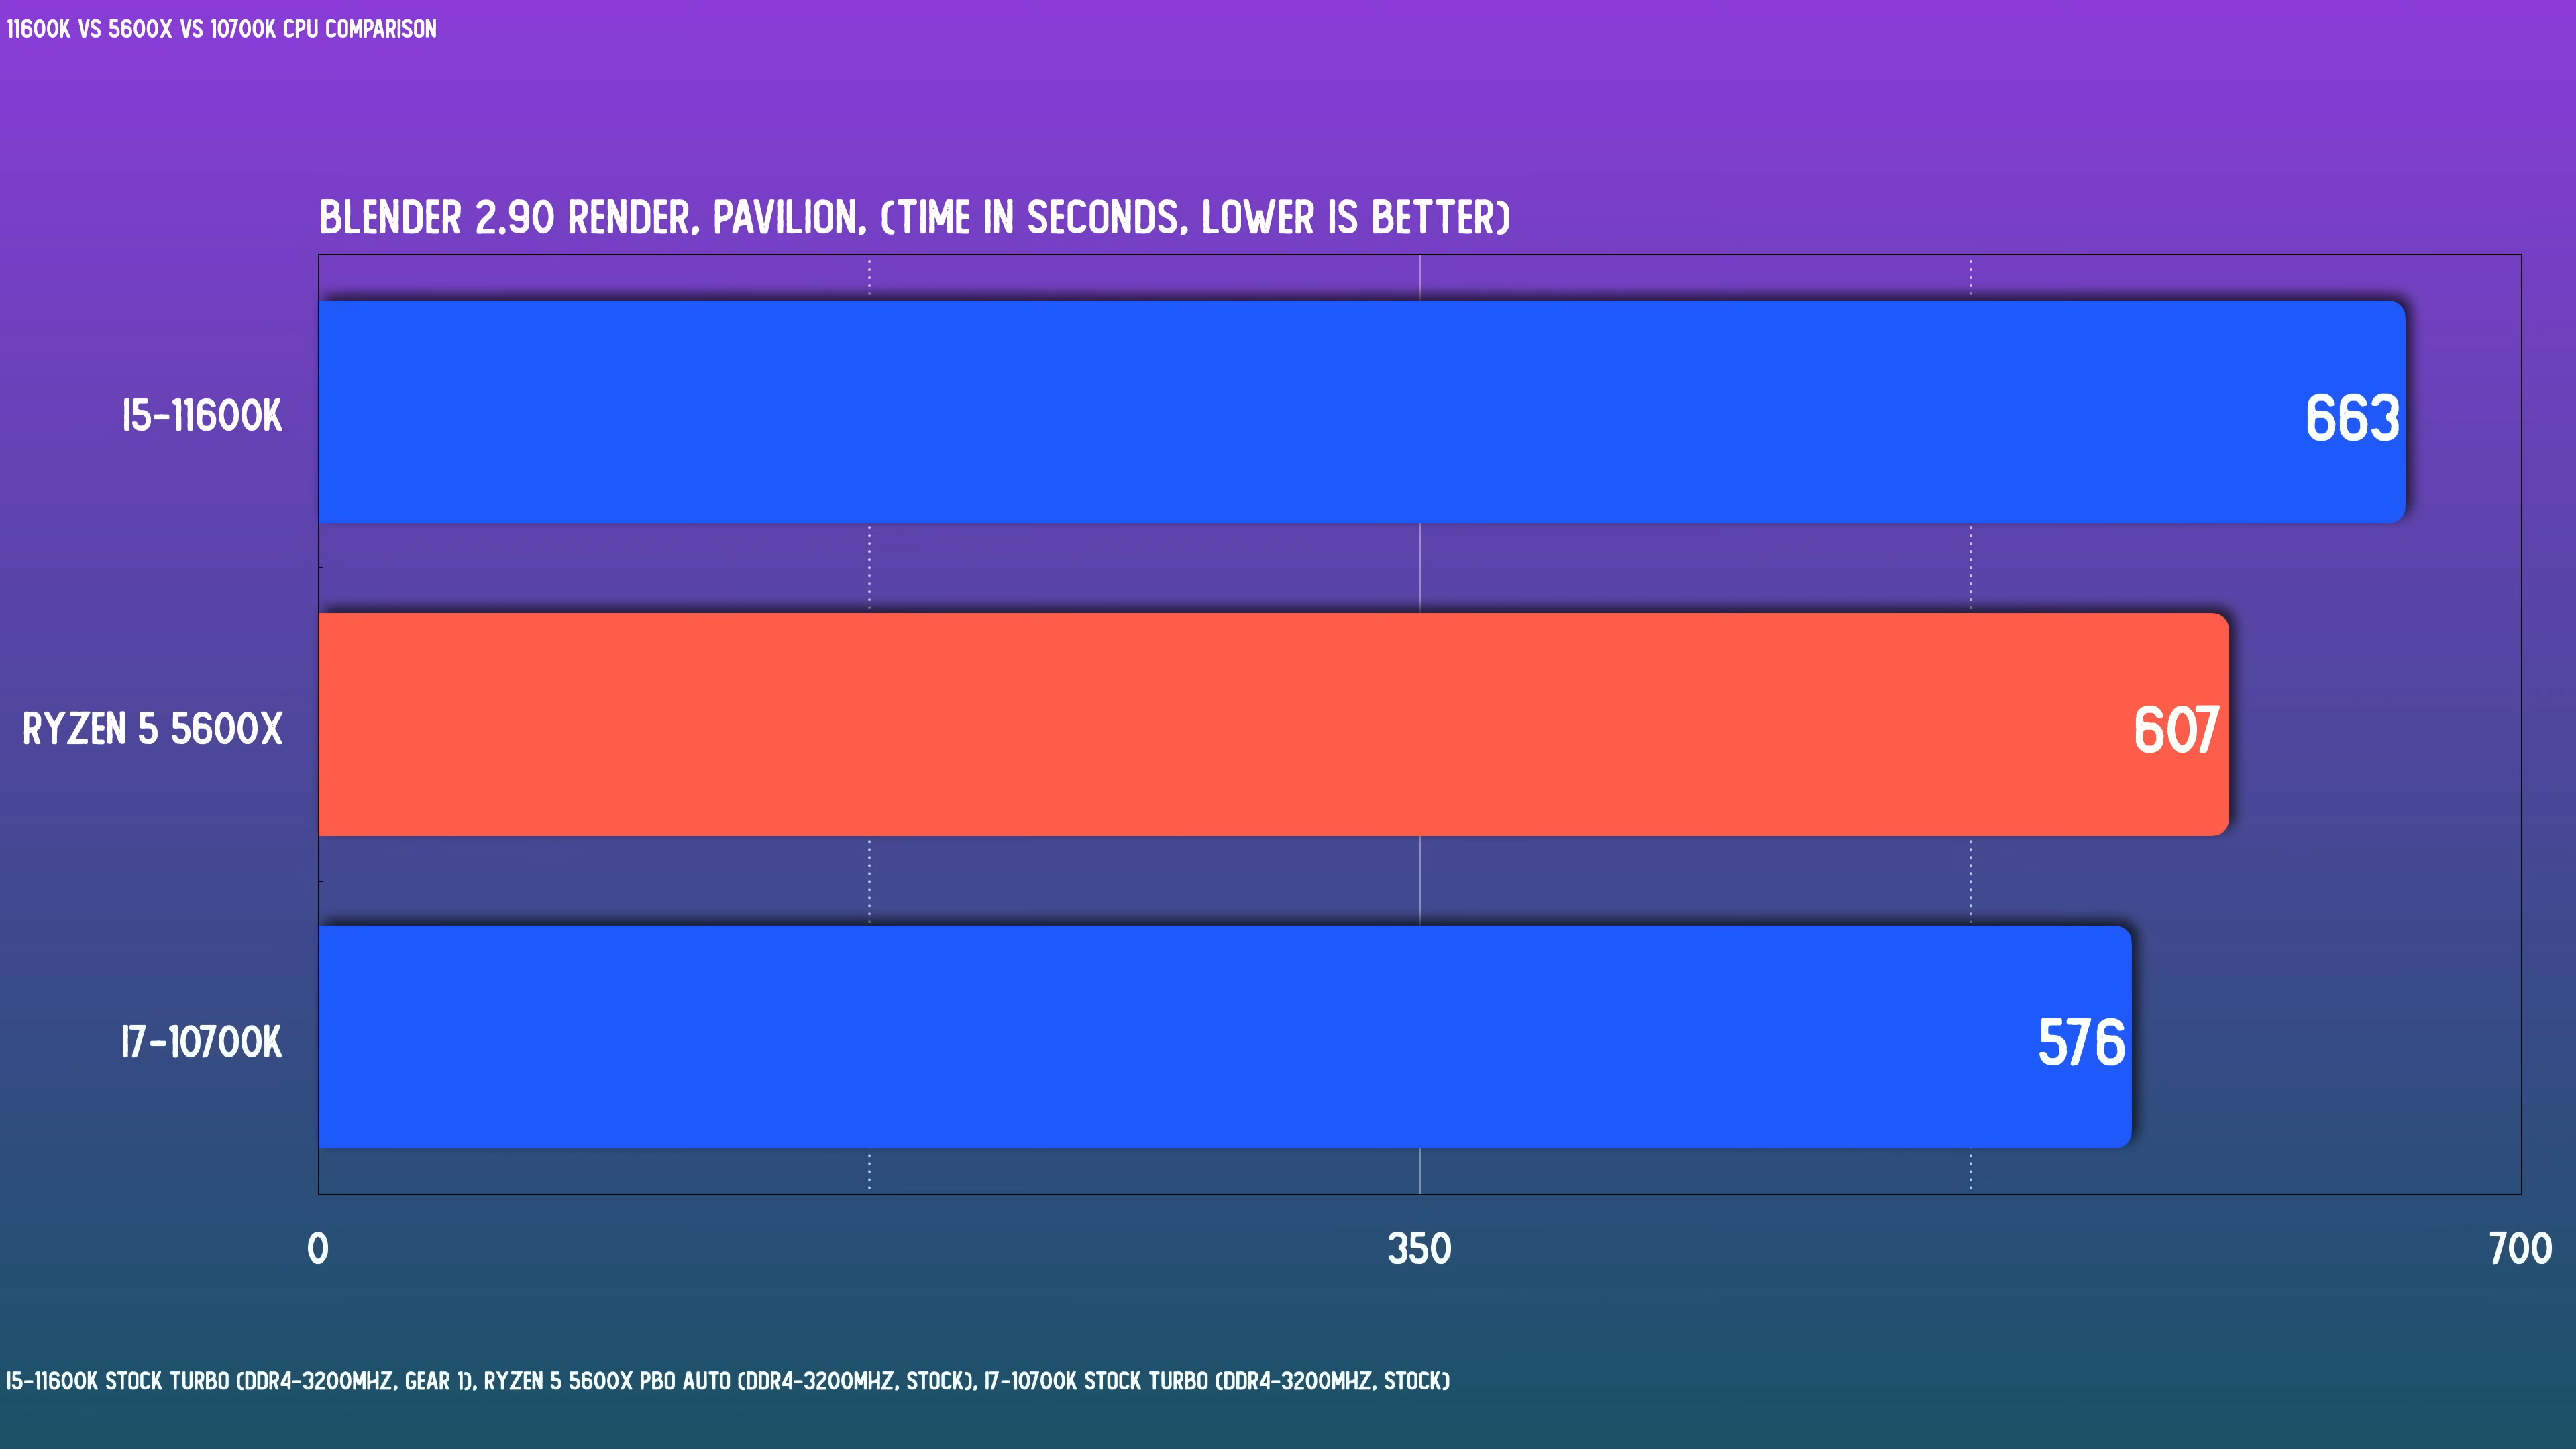 11600K VS 5600X VS 10700K CPU COMPARISON
BLENDER 2.90 RENDER, PAVILION, (TIME IN SECONDS, LOWER IS BETTER)
I5-11600K
663
RYZEN 5 5600X
607
I7-10700K
576
0 350 700
I5-11600K STOCK TURBO (DDR4-3200MHZ, GEAR 1), RYZEN 5 5600X PBO AUTO (DDR4-3200MHZ, STOCK), I7-10700K STOCK TURBO (DDR4-3200MHZ, STOCK)